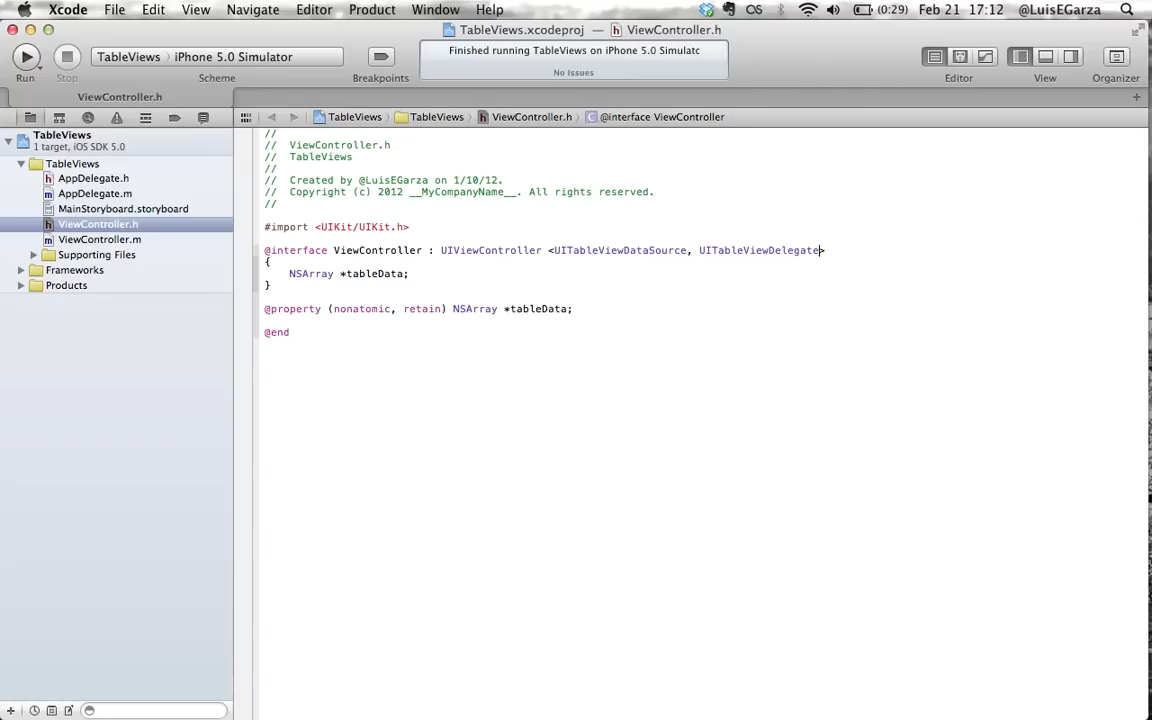 Xcode File Edit View Navigate Editor Product Window Help OS (0:29) Feb 21 17:12 @LuisEGarza
TableViews.xcodeproj — ViewController.h
TableViews iPhone 5.0 Simulator
Finished running TableViews on iPhone 5.0 Simulatc
No Issues
Run Stop Scheme Breakpoints Editor View Organizer
ViewController.h
TableViews TableViews ViewController.h @interface ViewController
TableViews
1 target, iOS SDK 5.0
TableViews
AppDelegate.h
AppDelegate.m
MainStoryboard.storyboard
ViewController.h
ViewController.m
Supporting Files
Frameworks
Products
//
//  ViewController.h
//  TableViews
//
//  Created by @LuisEGarza on 1/10/12.
//  Copyright (c) 2012 __MyCompanyName__. All rights reserved.
//
#import <UIKit/UIKit.h>
@interface ViewController : UIViewController <UITableViewDataSource, UITableViewDelegate>
{
    NSArray *tableData;
}
@property (nonatomic, retain) NSArray *tableData;
@end